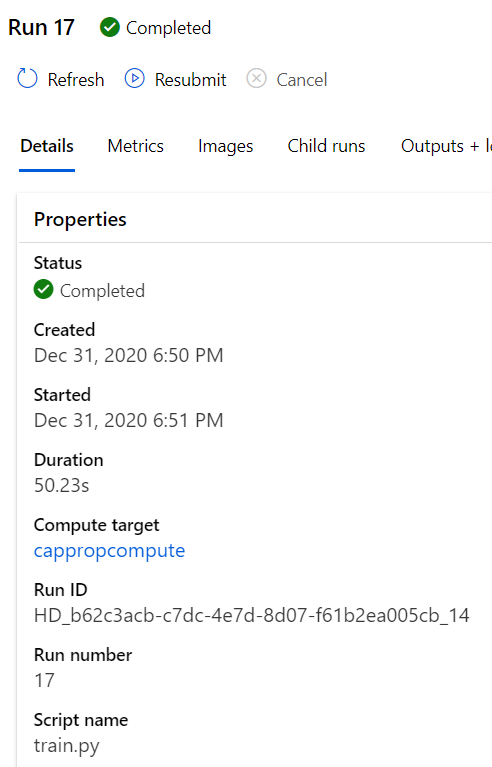 Run 17 Completed
Refresh Resubmit Cancel
Details Metrics Images Child runs Outputs +
Properties
Status
Completed
Created
Dec 31, 2020 6:50 PM
Started
Dec 31, 2020 6:51 PM
Duration
50.23s
Compute target
cappropcompute
Run ID
HD_b62c3acb-c7dc-4e7d-8d07-f61b2ea005cb_14
Run number
17
Script name
train.py